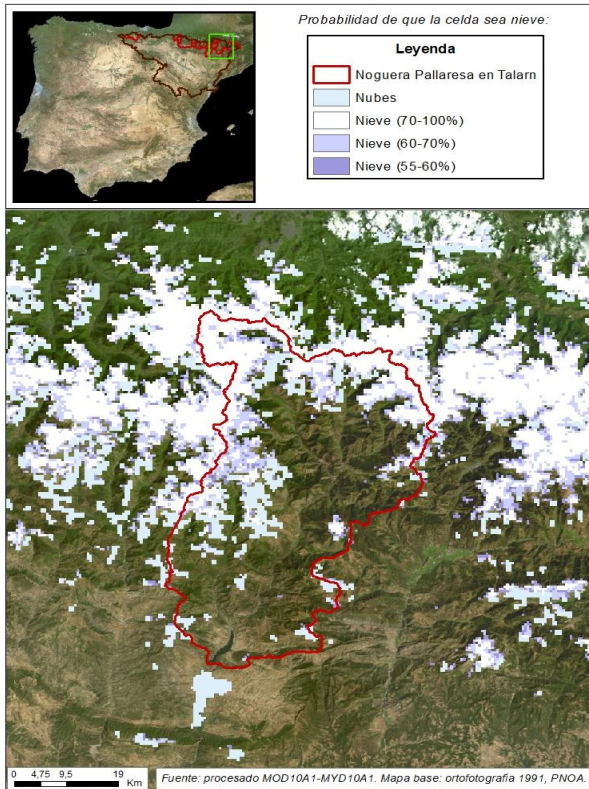 Probabilidad de que la celda sea nieve:
Leyenda
Noguera Pallaresa en Talarn
Nubes
Nieve (70-100%)
Nieve (60-70%)
Nieve (55-60%)
0 4,75 9,5 19
Km
Fuente: procesado MOD10A1-MYD10A1. Mapa base: ortofotografía 1991, PNOA.